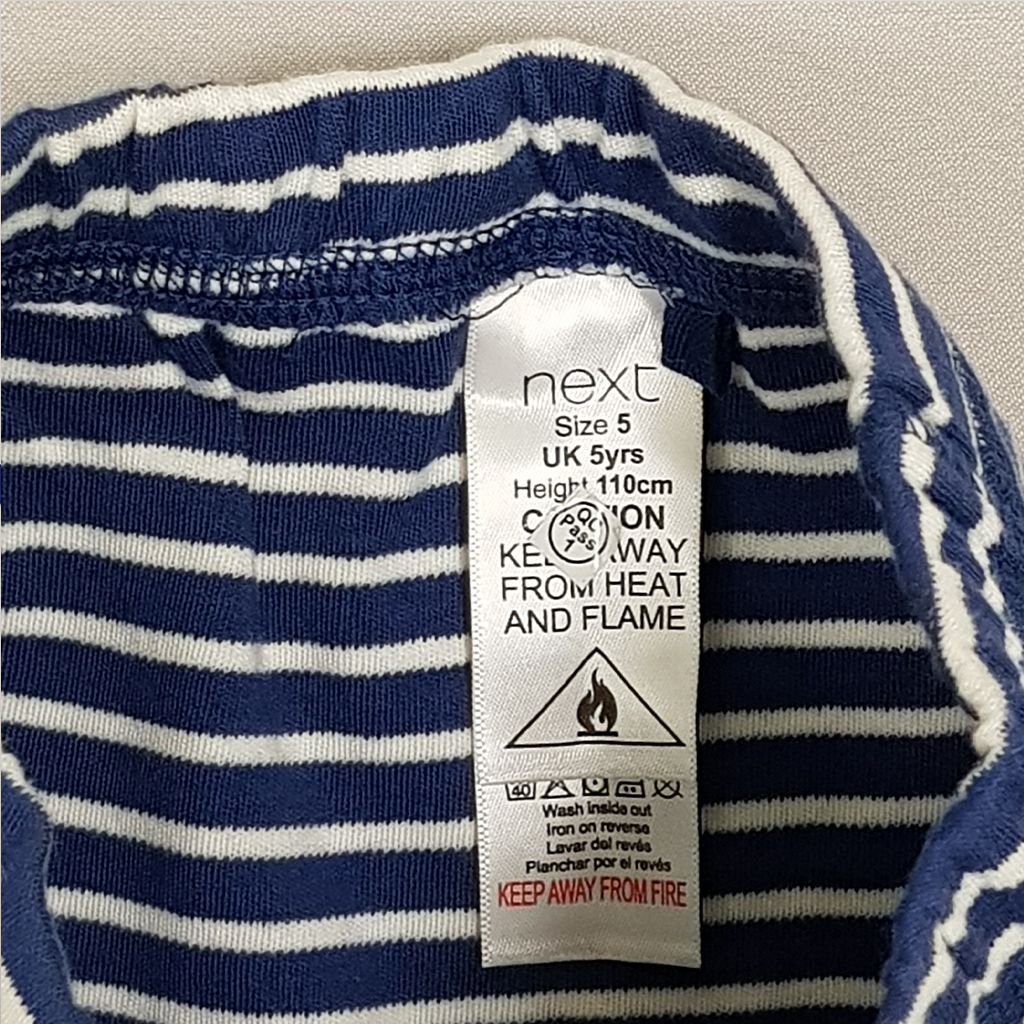 next
Size 5
UK 5yrs
Height 110cm
QC
Pass
1
KEEP AWAY
FROM HEAT
AND FLAME
40
Wash inside out
Iron on reverse
Lavar del revés
Planchar por el revés
KEEP AWAY FROM FIRE